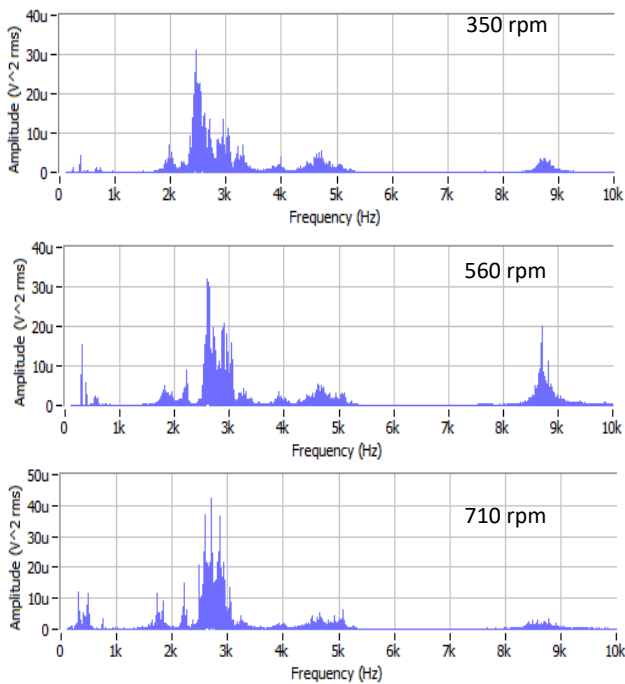 350 rpm
Amplitude (V^2 rms)
40u
30u
20u
10u
0
0 1k 2k 3k 4k 5k 6k 7k 8k 9k 10k
Frequency (Hz)
560 rpm
Amplitude (V^2 rms)
40u
30u
20u
10u
0
0 1k 2k 3k 4k 5k 6k 7k 8k 9k 10k
Frequency (Hz)
710 rpm
Amplitude (V^2 rms)
50u
40u
30u
20u
10u
0
0 1k 2k 3k 4k 5k 6k 7k 8k 9k 10k
Frequency (Hz)